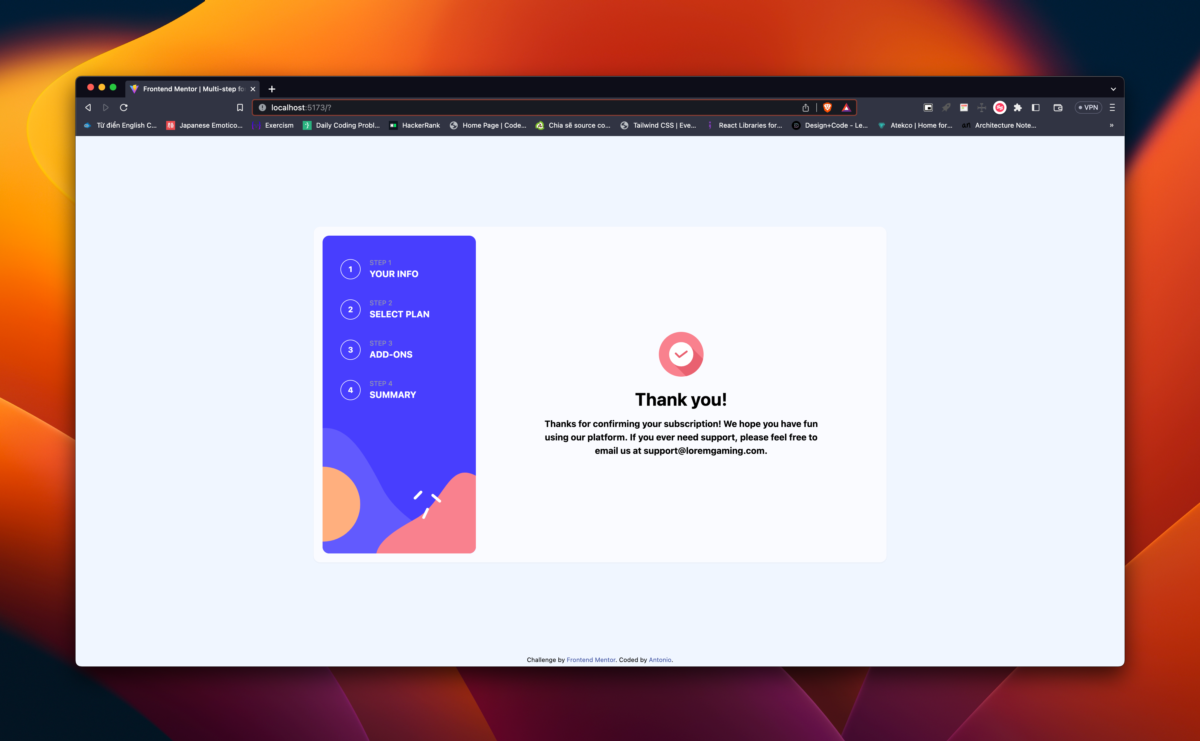 Frontend Mentor | Multi-step fo
localhost:5173/?
VPN
Từ điển English C...
Japanese Emotico...
Exercism
Daily Coding Probl...
HackerRank
Home Page | Code...
Chia sẽ source co...
Tailwind CSS | Eve...
React Libraries for...
Design+Code - Le...
Atekco | Home for...
Architecture Note...
1
STEP 1
YOUR INFO
2
STEP 2
SELECT PLAN
3
STEP 3
ADD-ONS
4
STEP 4
SUMMARY
Thank you!
Thanks for confirming your subscription! We hope you have fun
using our platform. If you ever need support, please feel free to
email us at support@loremgaming.com.
Challenge by Frontend Mentor. Coded by Antonio.